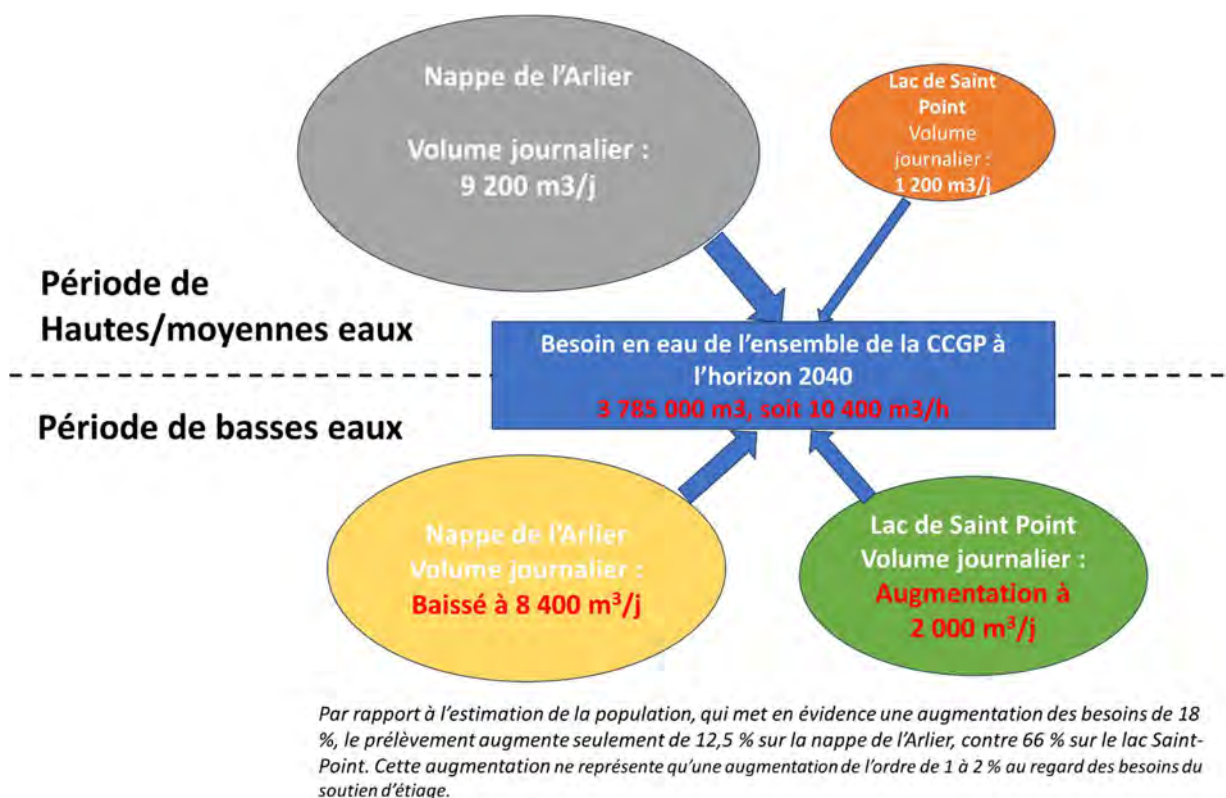 Nappe de l'Arlier
Volume journalier :
9 200 m3/j
Lac de Saint
Point
Volume
journalier :
1 200 m3/j
Période de
Hautes/moyennes eaux
Besoin en eau de l'ensemble de la CCGP à
l'horizon 2040
3 785 000 m3, soit 10 400 m3/h
Période de basses eaux
Nappe de l'Arlier
Volume journalier :
Baissé à 8 400 m³/j
Lac de Saint Point
Volume journalier :
Augmentation à
2 000 m³/j
Par rapport à l'estimation de la population, qui met en évidence une augmentation des besoins de 18
%, le prélèvement augmente seulement de 12,5 % sur la nappe de l'Arlier, contre 66 % sur le lac Saint-
Point. Cette augmentation ne représente qu'une augmentation de l'ordre de 1 à 2 % au regard des besoins du
soutien d'étiage.